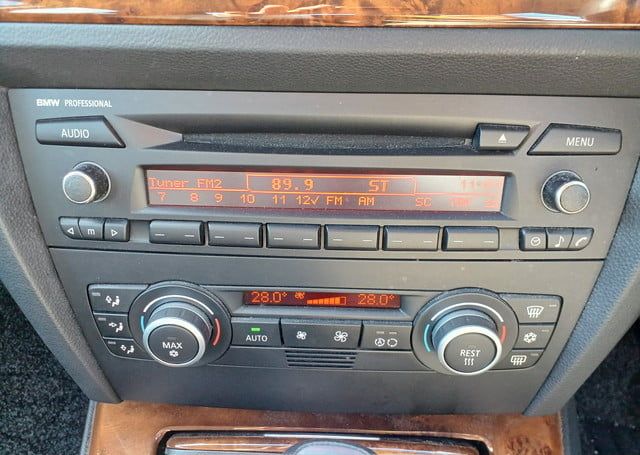 BMW PROFESSIONAL
AUDIO
MENU
Tuner FM2 89.9 ST
7 8 9 10 11 12✓ FM AM SC
m
28.0° 28.0°
MAX
AUTO
REST